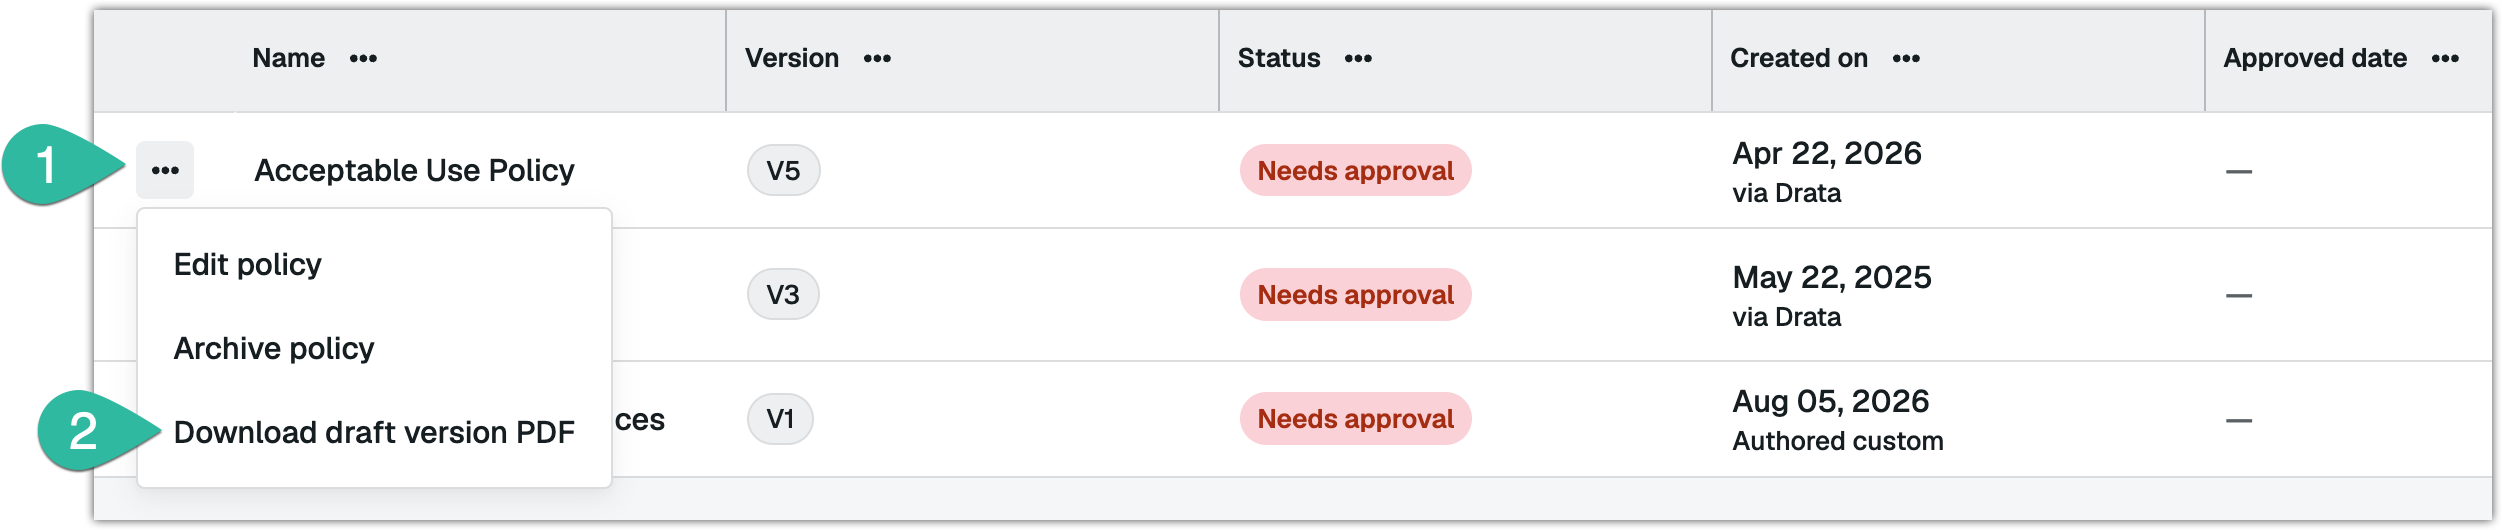 Name ••• Version ••• Status ••• Created on ••• Approved date •••
1 ••• Acceptable Use Policy V5 Needs approval Apr 22, 2026 —
via Drata
Edit policy
V3 Needs approval May 22, 2025 —
via Drata
Archive policy
2 Download draft version PDF ces V1 Needs approval Aug 05, 2026 —
Authored custom